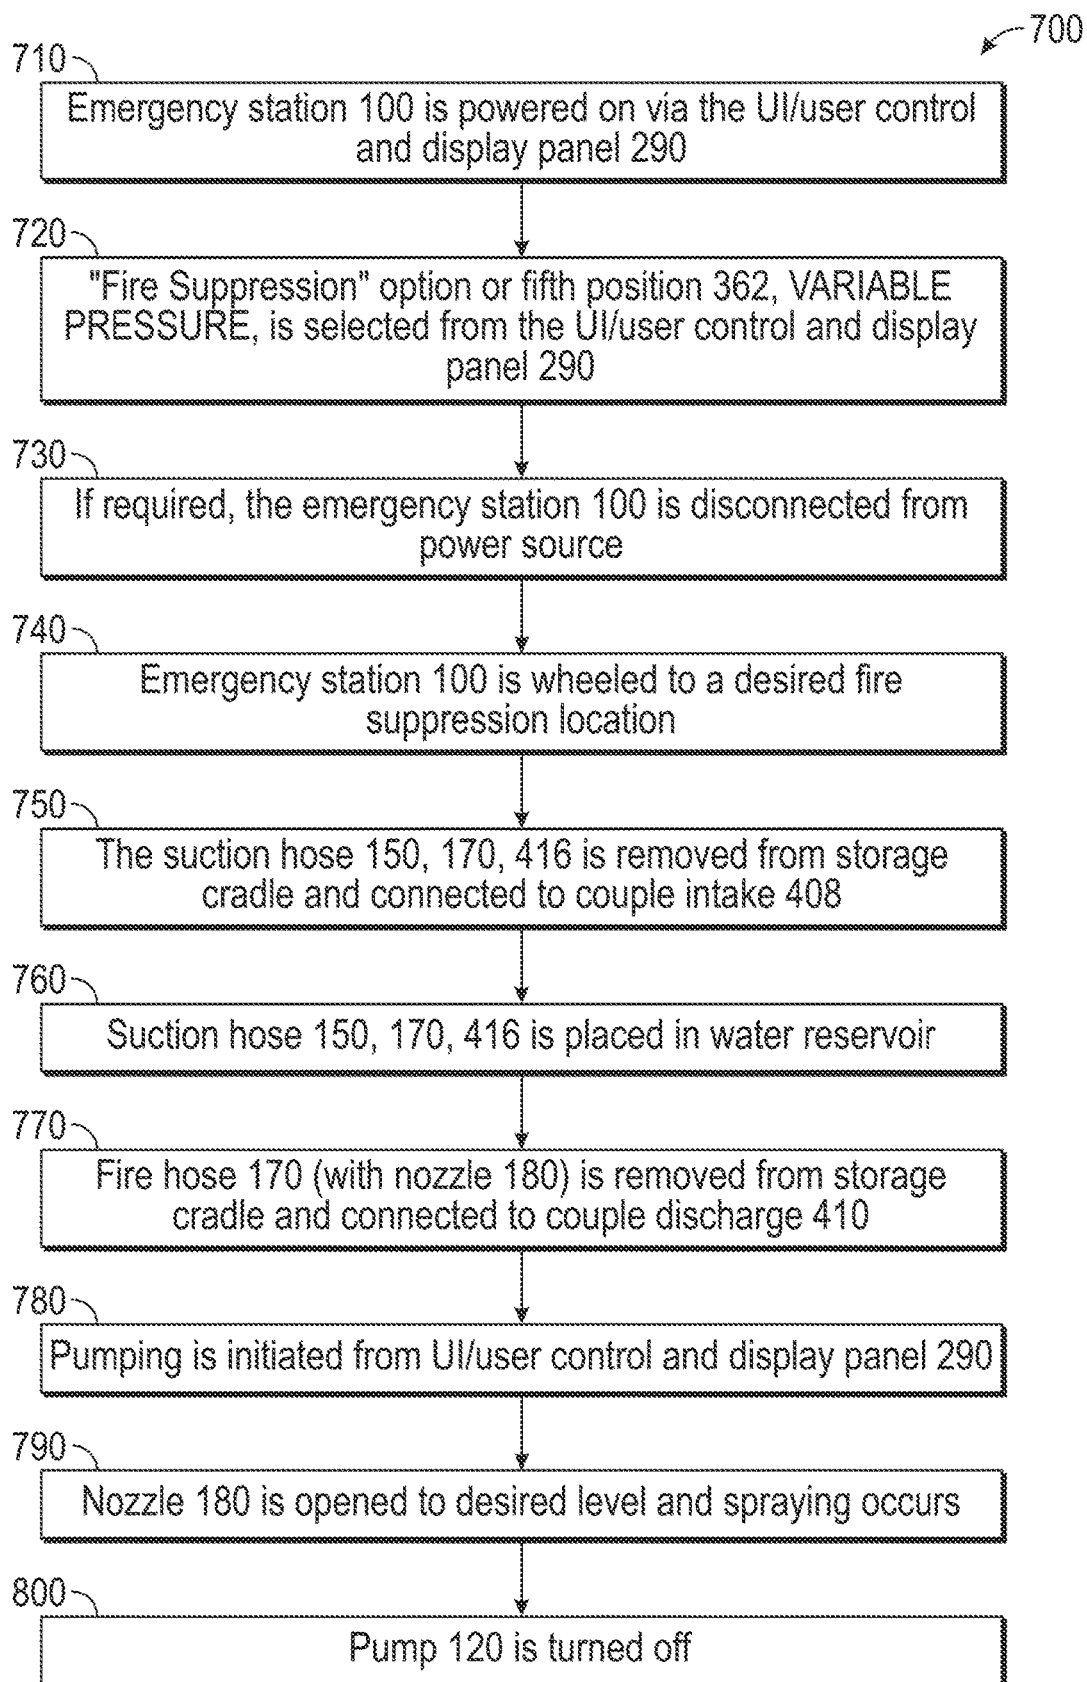 700
710
Emergency station 100 is powered on via the UI/user control
and display panel 290
720
"Fire Suppression" option or fifth position 362, VARIABLE
PRESSURE, is selected from the UI/user control and display
panel 290
730
If required, the emergency station 100 is disconnected from
power source
740
Emergency station 100 is wheeled to a desired fire
suppression location
750
The suction hose 150, 170, 416 is removed from storage
cradle and connected to couple intake 408
760
Suction hose 150, 170, 416 is placed in water reservoir
770
Fire hose 170 (with nozzle 180) is removed from storage
cradle and connected to couple discharge 410
780
Pumping is initiated from UI/user control and display panel 290
790
Nozzle 180 is opened to desired level and spraying occurs
800
Pump 120 is turned off